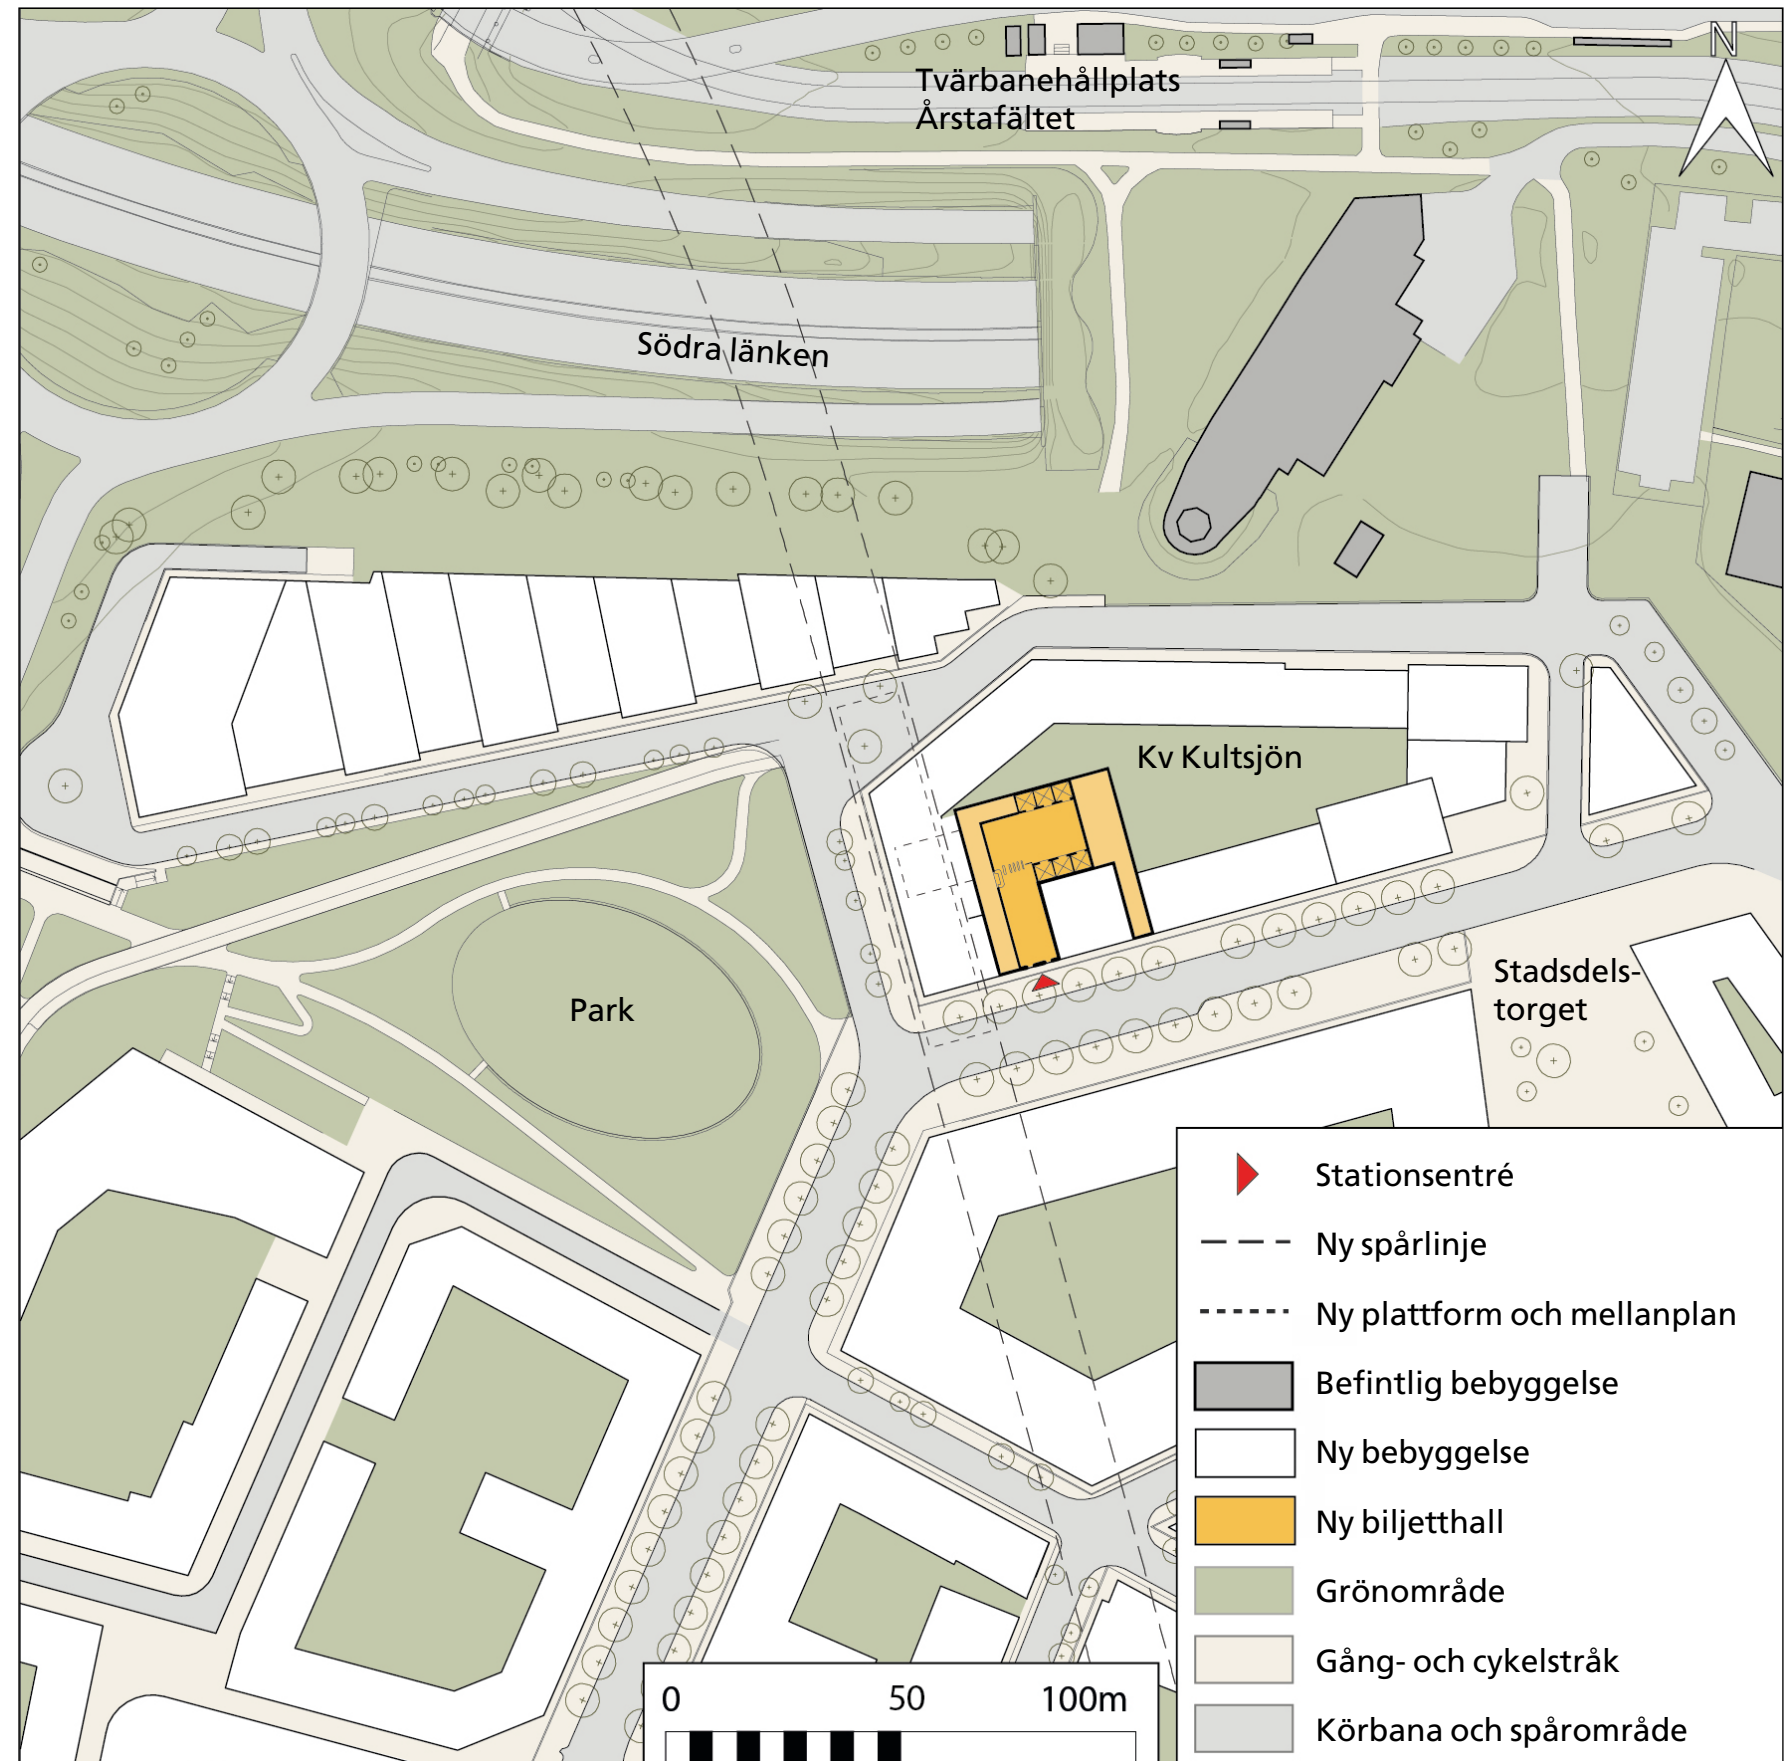 N
Tvärbanehållplats
Årstafältet
Södra länken
Kv Kultsjön
Park
Stadsdels-
torget
Stationsentré
Ny spårlinje
Ny plattform och mellanplan
Befintlig bebyggelse
Ny bebyggelse
Ny biljetthall
Grönområde
Gång- och cykelstråk
Körbana och spårområde
0 50 100m